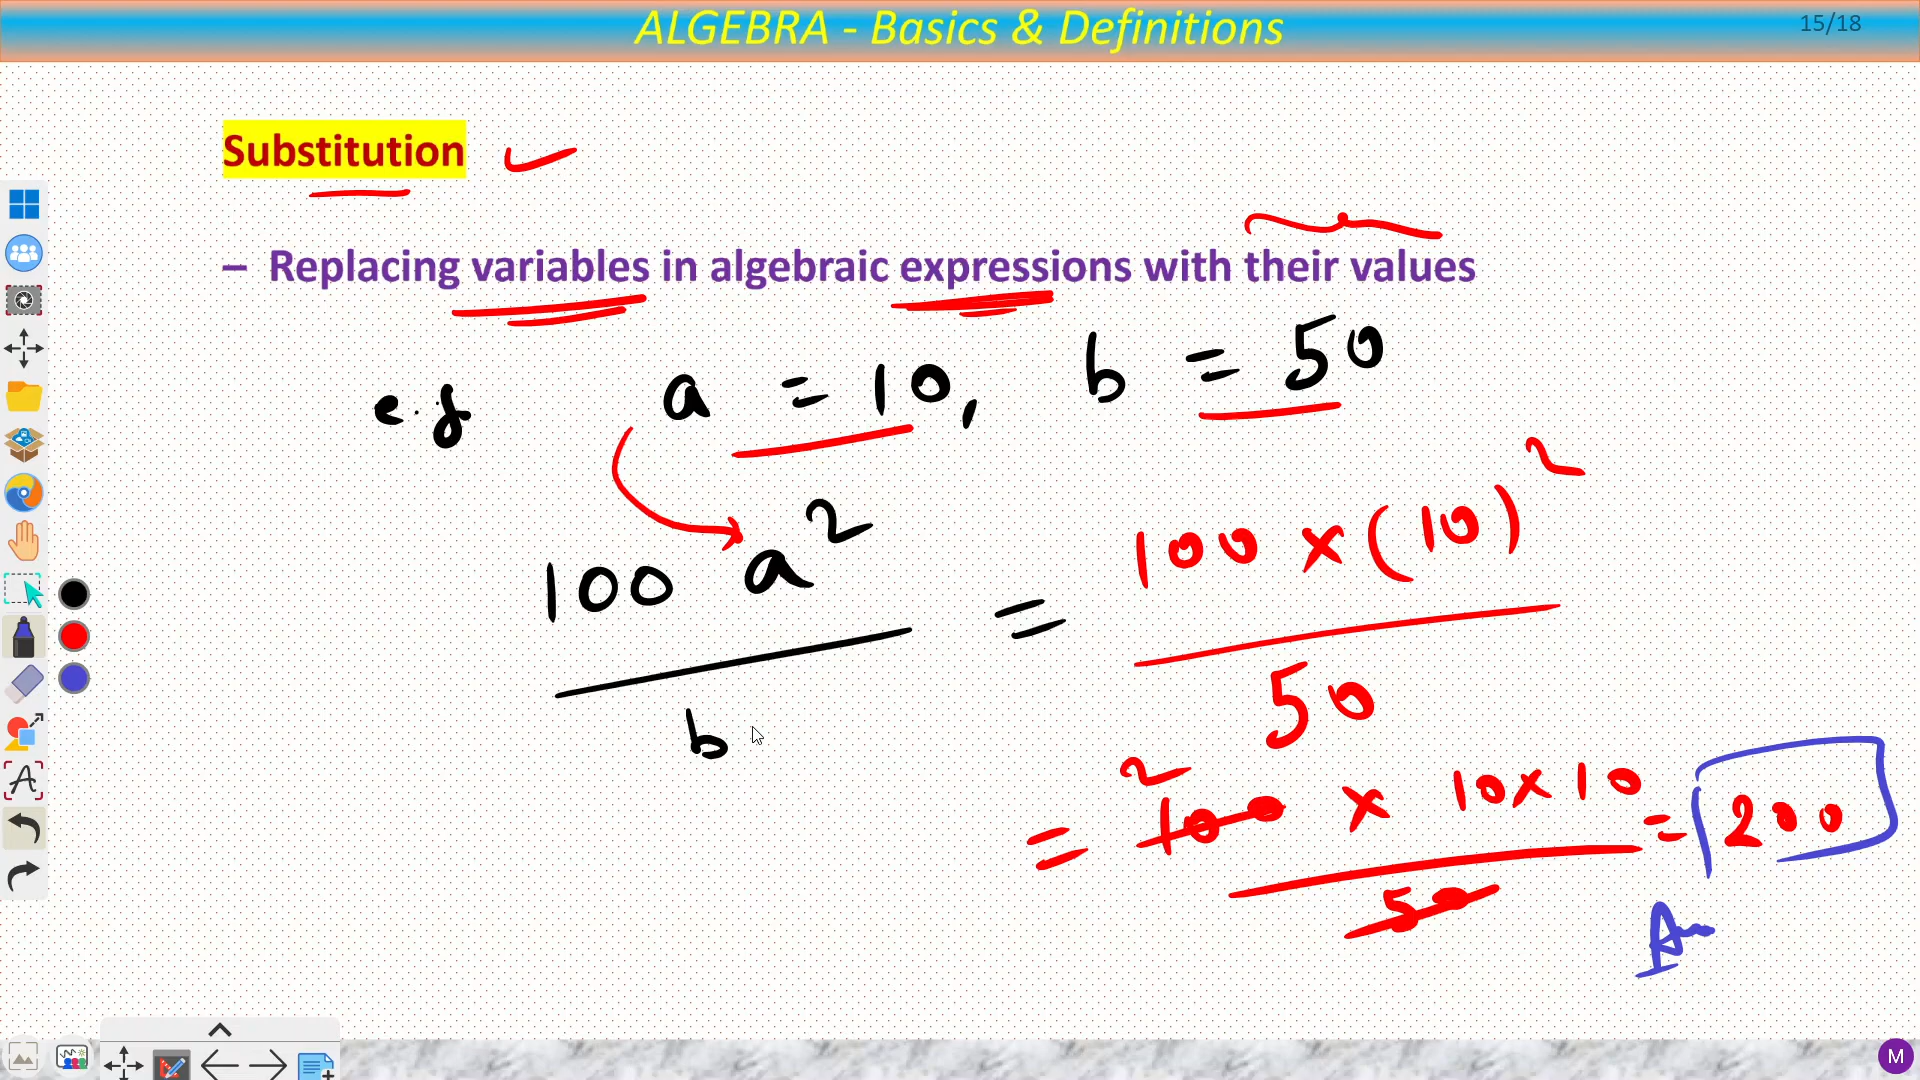 ALGEBRA - Basics & Definitions
15/18
Substitution
– Replacing variables in algebraic expressions with their values
e.g a = 10, b = 50
100 a² / b = 100 × (10)² / 50
= 2 100 × 10 × 10 / 50 = 200
A
M